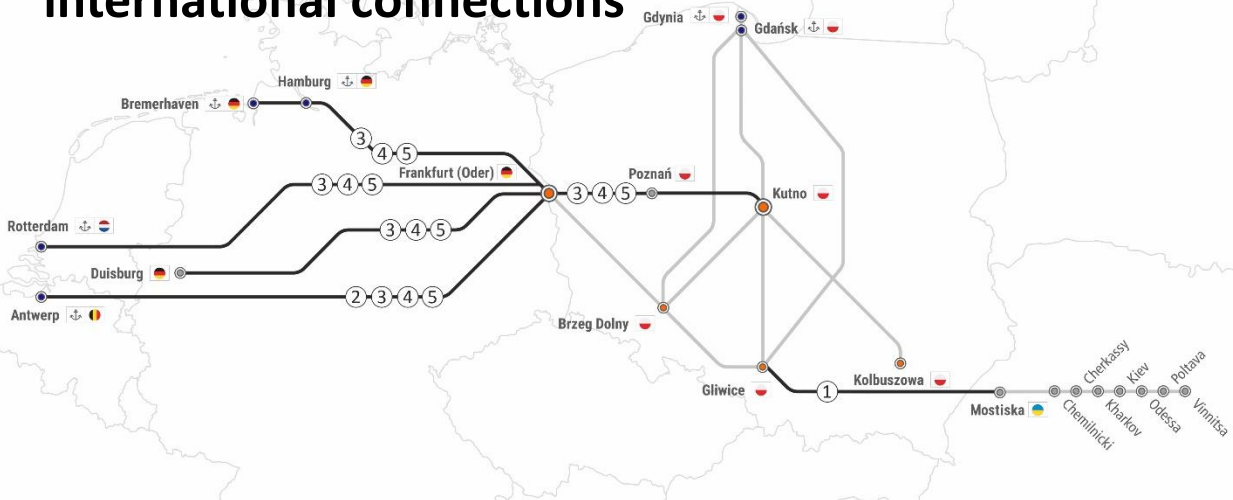 international connections
Gdynia
Gdańsk
Hamburg
Bremerhaven
3
4 5
Frankfurt (Oder)
3 4 5
Poznań
3 4 5
Kutno
Rotterdam
3 4 5
Duisburg
2 3 4 5
Antwerp
Brzeg Dolny
Gliwice
1
Kolbuszowa
Mostiska
Chemilnicki
Cherkassy
Kharkov
Kiev
Odessa
Poltava
Vinnitsa